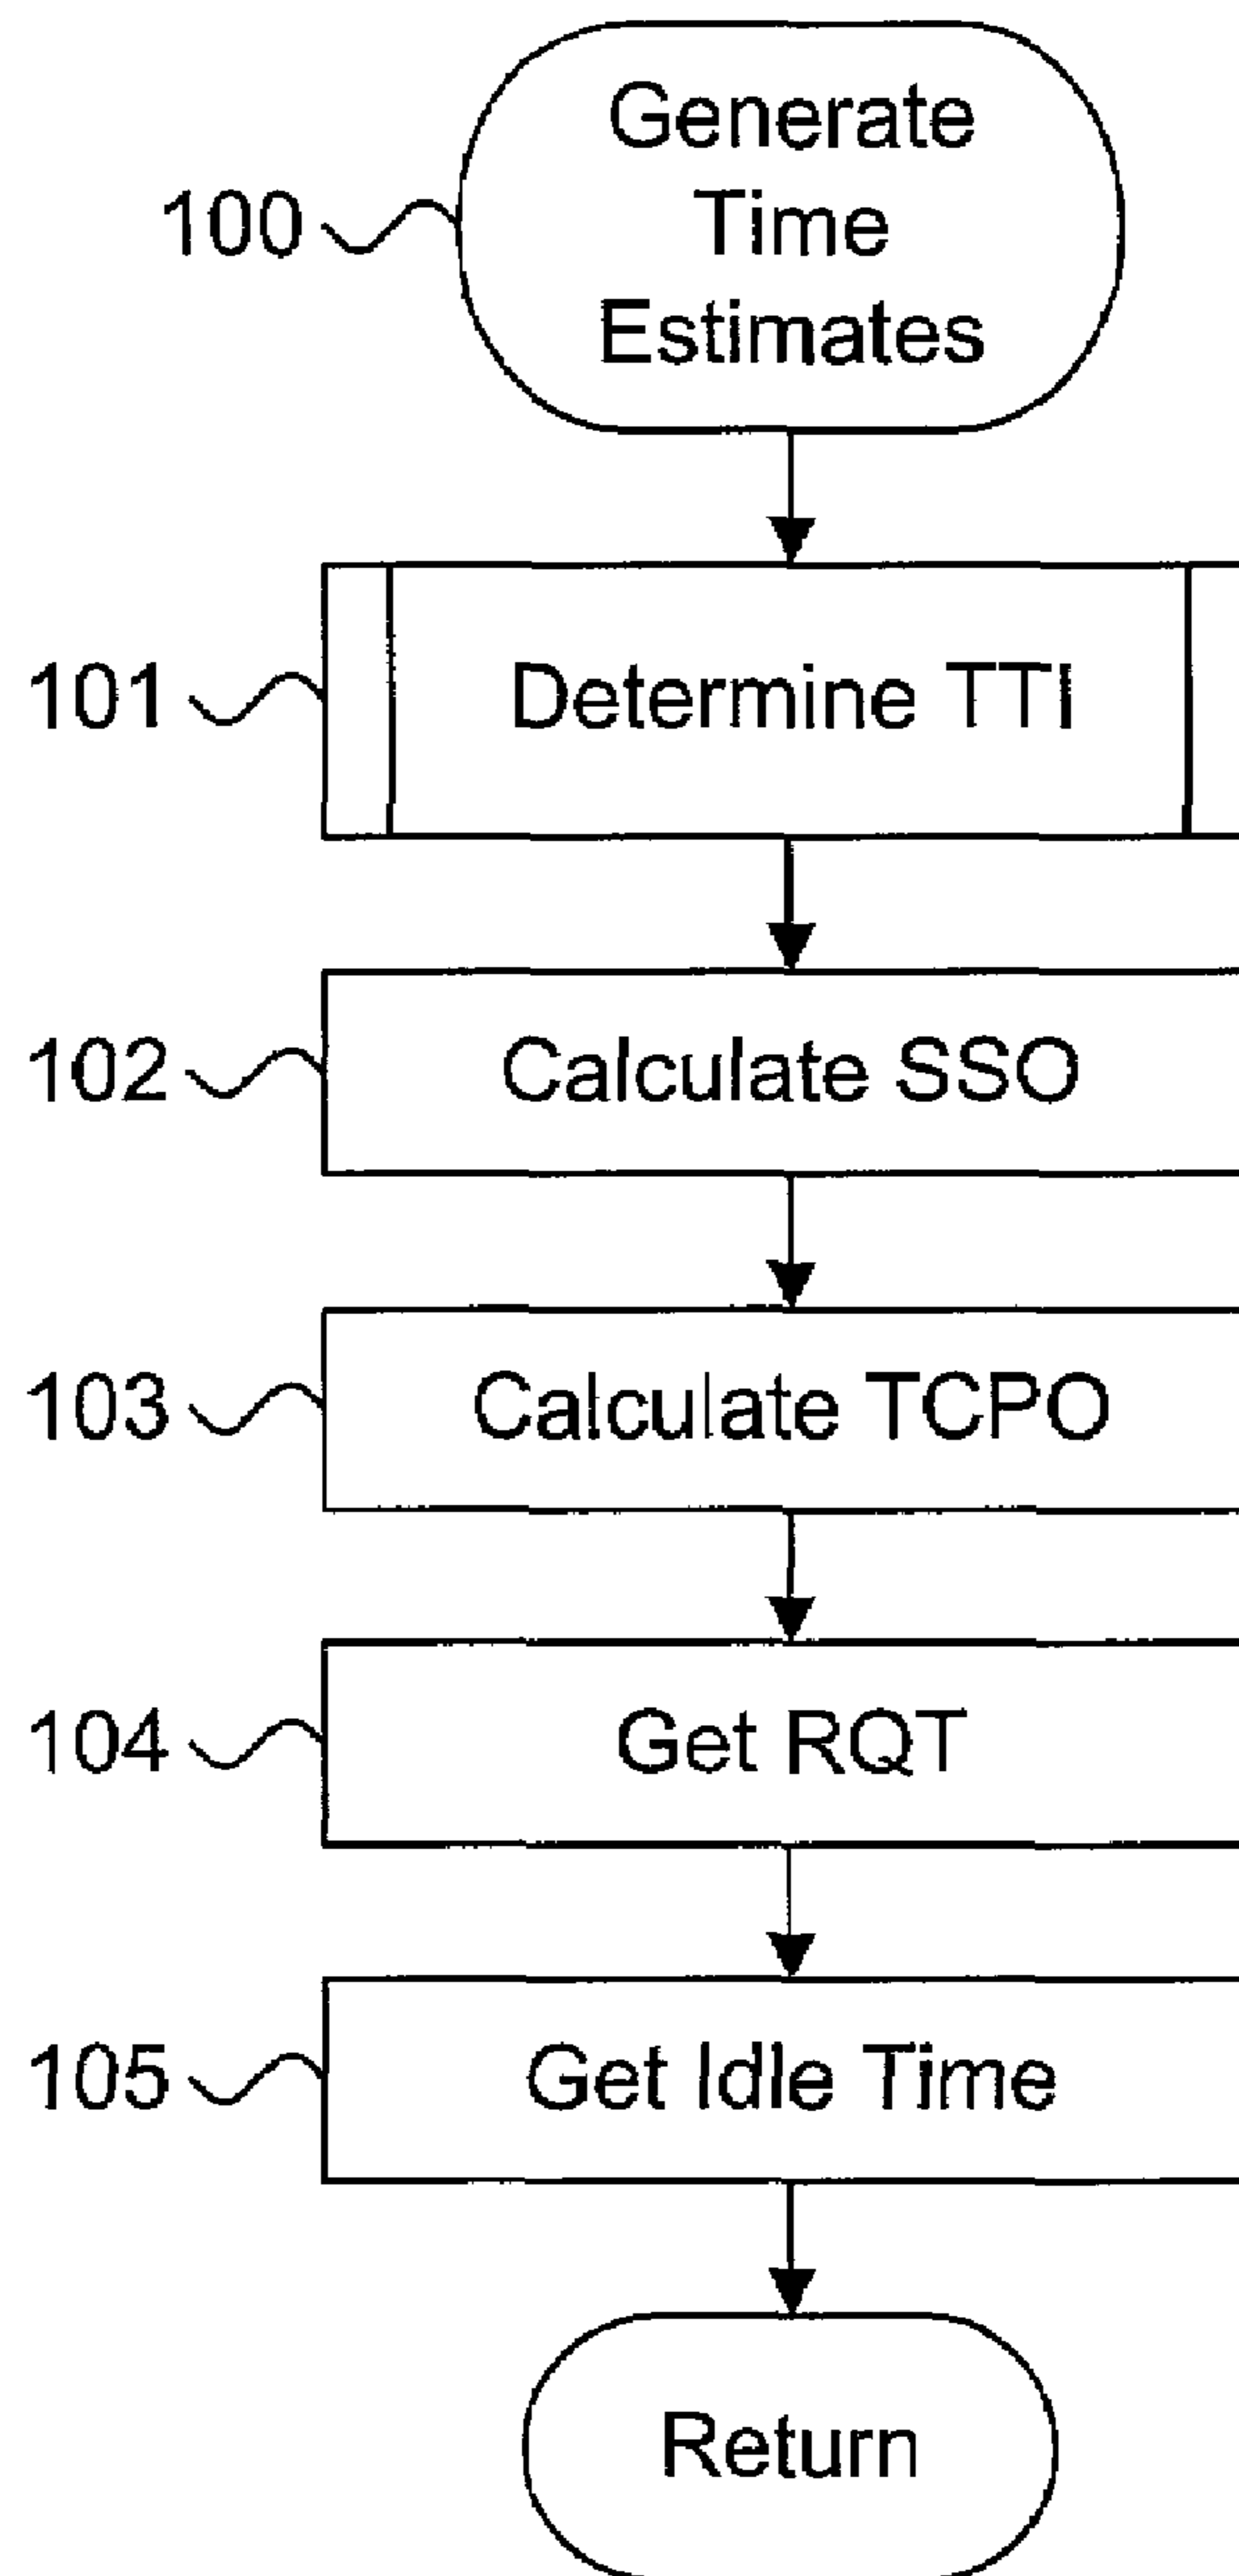 Generate
Time
Estimates
100
101
Determine TTI
102
Calculate SSO
103
Calculate TCPO
104
Get RQT
105
Get Idle Time
Return